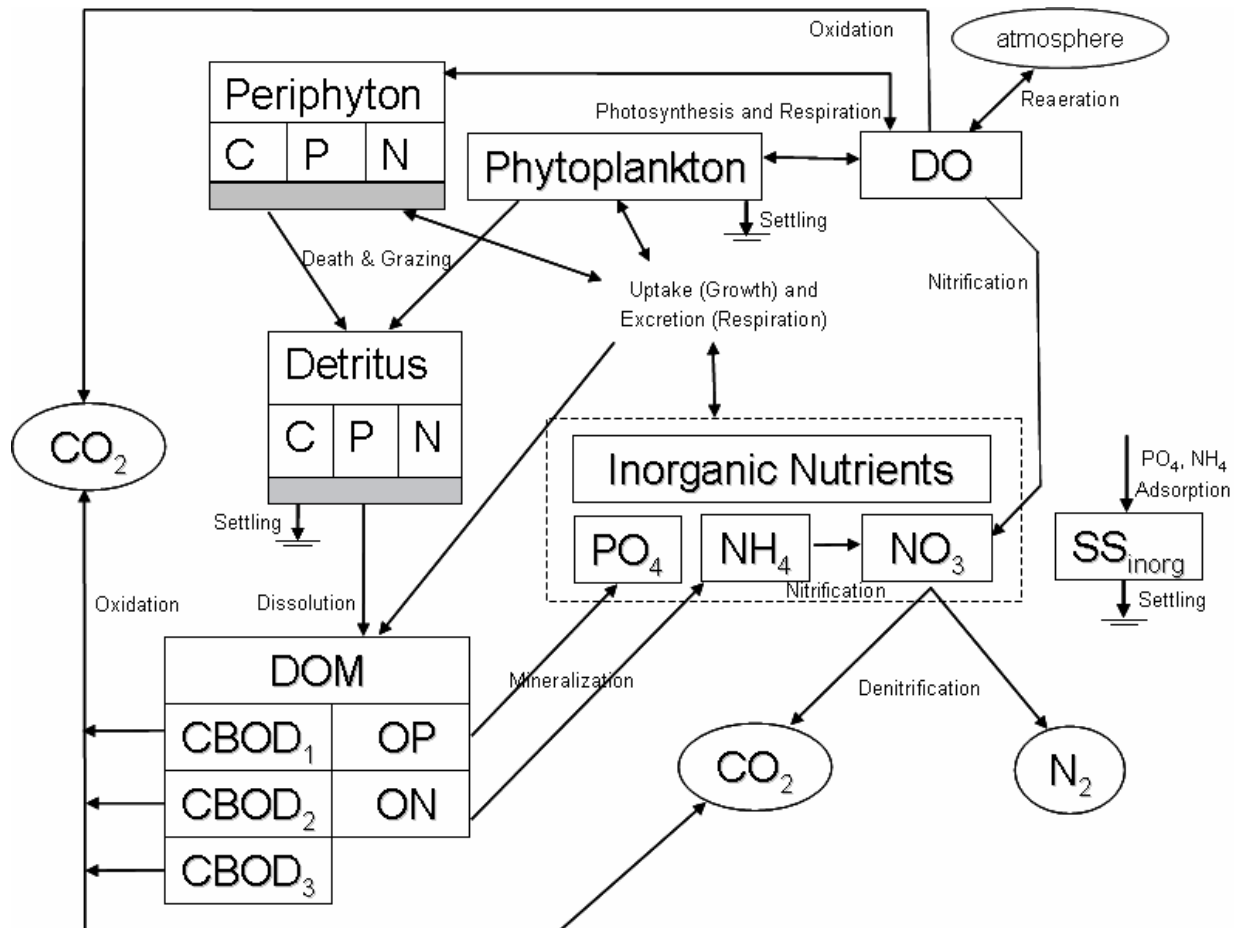 Oxidation
atmosphere
Periphyton
Reaeration
Photosynthesis and Respiration
C P N
Phytoplankton
DO
Settling
Death & Grazing
Nitrification
Uptake (Growth) and
Excretion (Respiration)
Detritus
C P N
CO₂
Inorganic Nutrients
PO₄, NH₄
Adsorption
Settling
PO₄
NH₄
NO₃
SSinorg
Nitrification
Settling
Oxidation
Dissolution
DOM
Mineralization
Denitrification
CBOD₁ OP
CO₂
N₂
CBOD₂ ON
CBOD₃